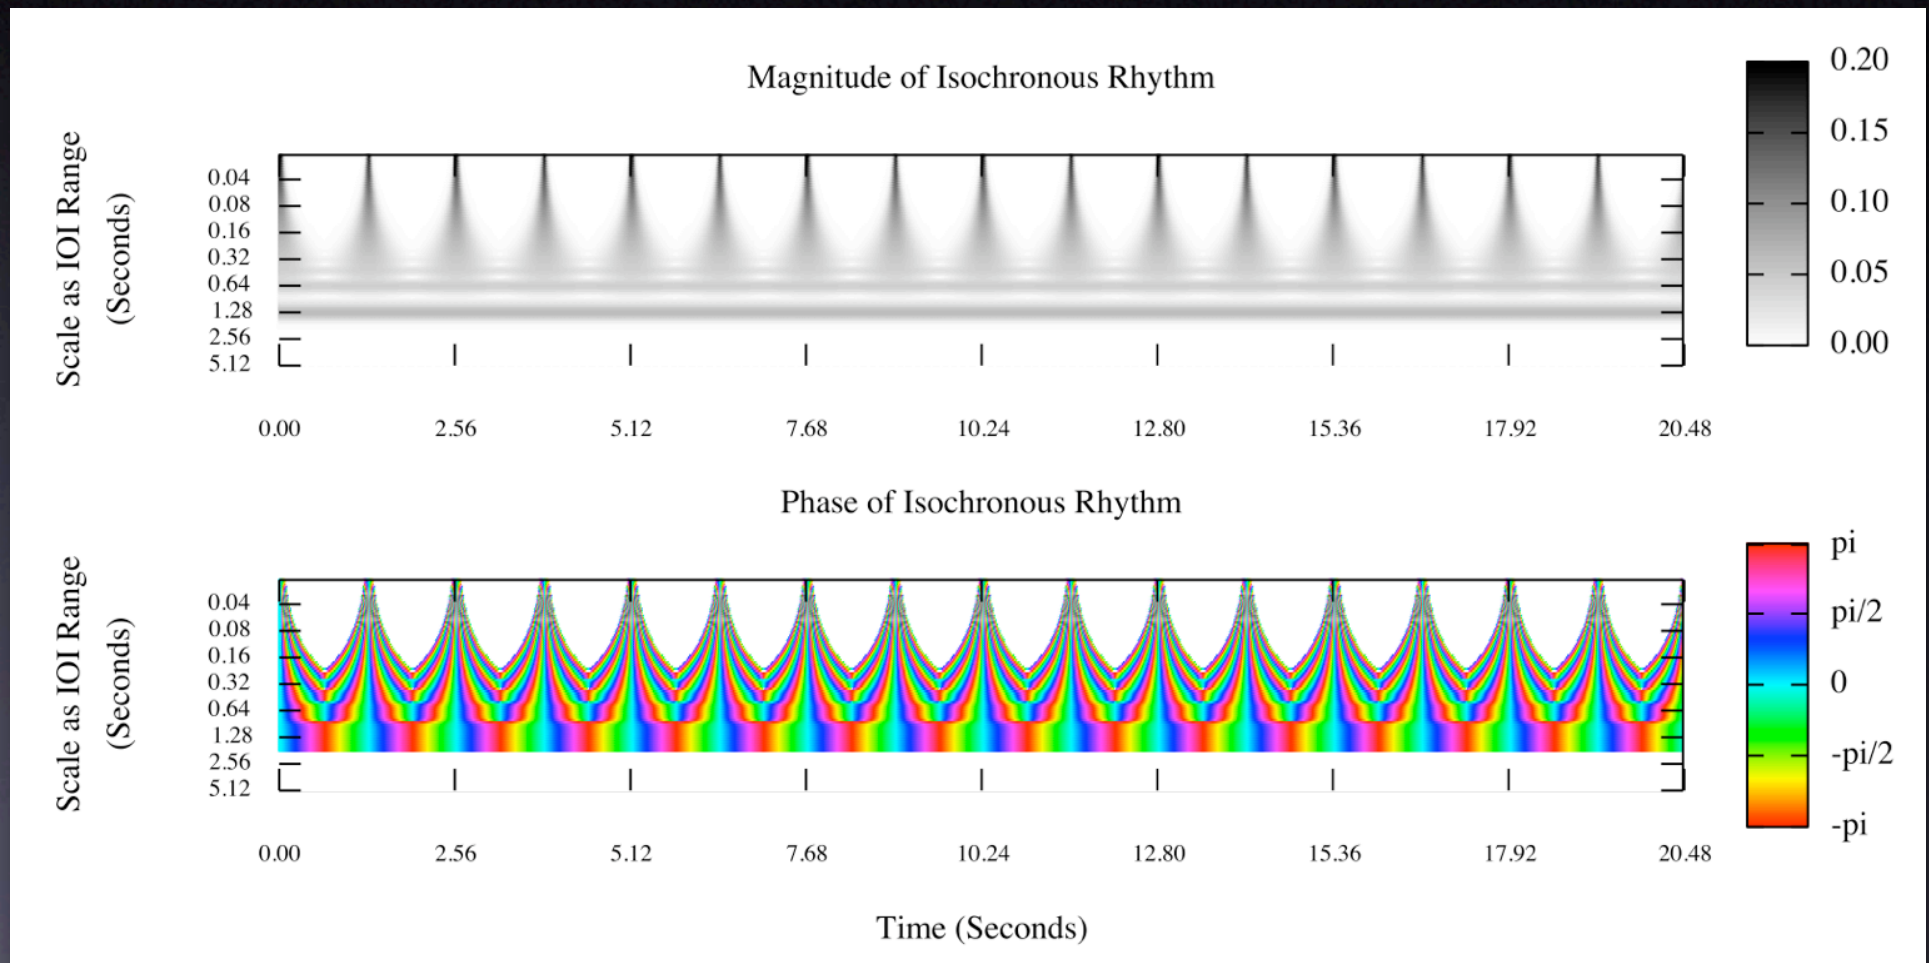 Magnitude of Isochronous Rhythm
Scale as IOI Range
(Seconds)
0.04
0.08
0.16
0.32
0.64
1.28
2.56
5.12
0.00 2.56 5.12 7.68 10.24 12.80 15.36 17.92 20.48
0.20
0.15
0.10
0.05
0.00
Phase of Isochronous Rhythm
Scale as IOI Range
(Seconds)
0.04
0.08
0.16
0.32
0.64
1.28
2.56
5.12
0.00 2.56 5.12 7.68 10.24 12.80 15.36 17.92 20.48
pi
pi/2
0
-pi/2
-pi
Time (Seconds)